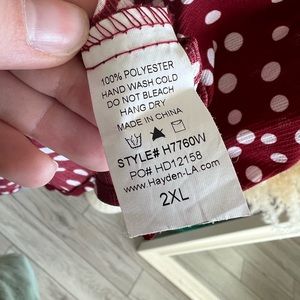 100% POLYESTER
HAND WASH COLD
DO NOT BLEACH
HANG DRY
MADE IN CHINA
STYLE# H7760W
PO# HD12158
www.Hayden-LA.com
2XL